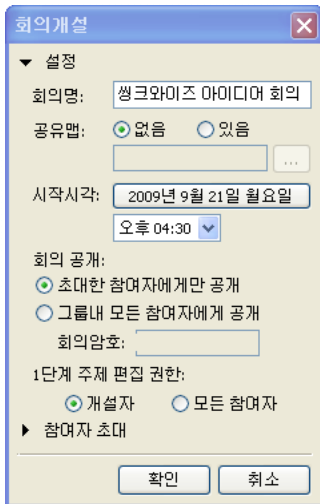 회의개설
설정
회의명: 씽크와이즈 아이디어 회의
공유맵: 없음 있음
...
시작시각: 2009년 9월 21일 월요일
오후 04:30
회의 공개:
초대한 참여자에게만 공개
그룹내 모든 참여자에게 공개
회의암호:
1단계 주제 편집 권한:
개설자 모든 참여자
참여자 초대
확인 취소